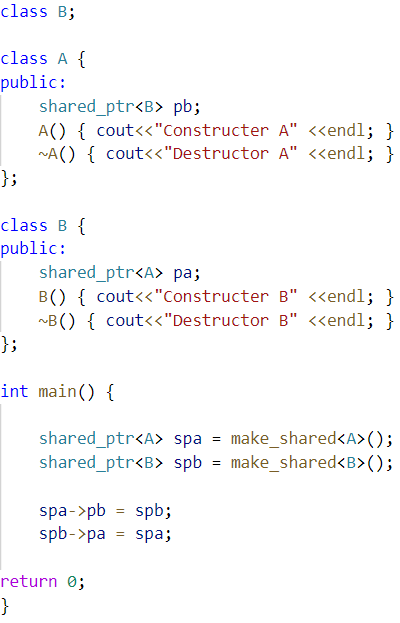 class B;
class A {
public:
shared_ptr<B> pb;
A() { cout<<"Constructer A" <<endl; }
~A() { cout<<"Destructor A" <<endl; }
};
class B {
public:
shared_ptr<A> pa;
B() { cout<<"Constructer B" <<endl; }
~B() { cout<<"Destructor B" <<endl; }
};
int main() {
shared_ptr<A> spa = make_shared<A>();
shared_ptr<B> spb = make_shared<B>();
spa->pb = spb;
spb->pa = spa;
return 0;
}